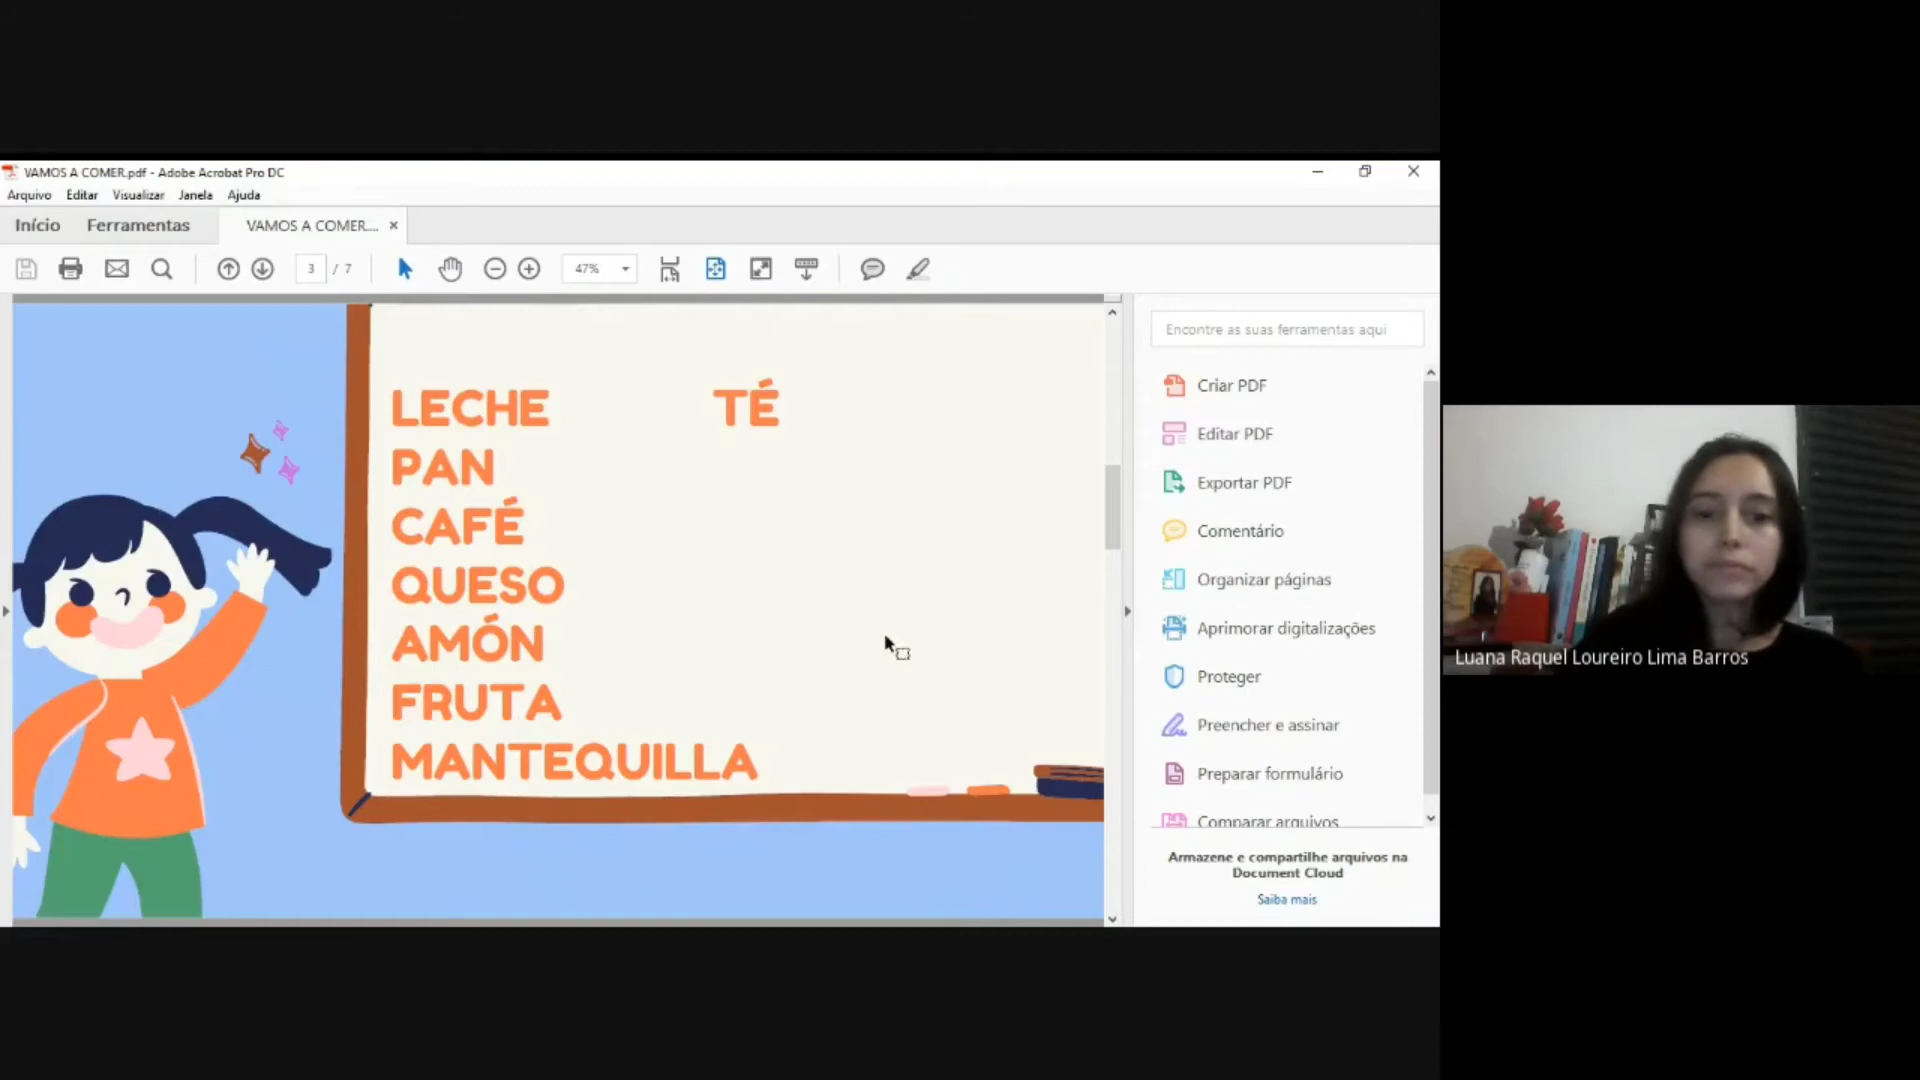 VAMOS A COMER.pdf - Adobe Acrobat Pro DC
Arquivo Editar Visualizar Janela Ajuda
Início Ferramentas VAMOS A COMER.... ×
3 / 7 47%
LECHE TÉ
PAN
CAFÉ
QUESO
AMÓN
FRUTA
MANTEQUILLA
Encontre as suas ferramentas aqui
Criar PDF
Editar PDF
Exportar PDF
Comentário
Organizar páginas
Aprimorar digitalizações
Proteger
Preencher e assinar
Preparar formulário
Comparar arquivos
Armazene e compartilhe arquivos na
Document Cloud
Saiba mais
Luana Raquel Loureiro Lima Barros